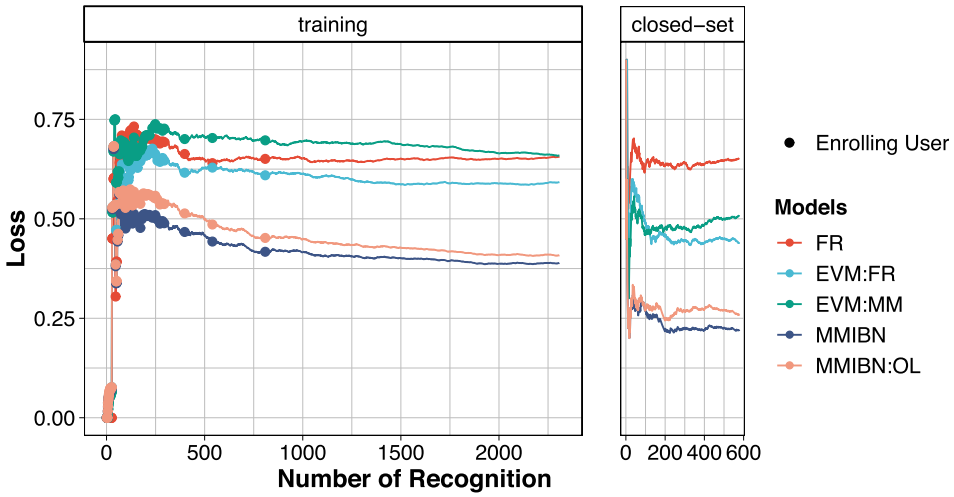 training
closed−set
0.75
0.50
0.25
0.00
Loss
0 500 1000 1500 2000
0 200 400 600
Number of Recognition
Enrolling User
Models
FR
EVM:FR
EVM:MM
MMIBN
MMIBN:OL